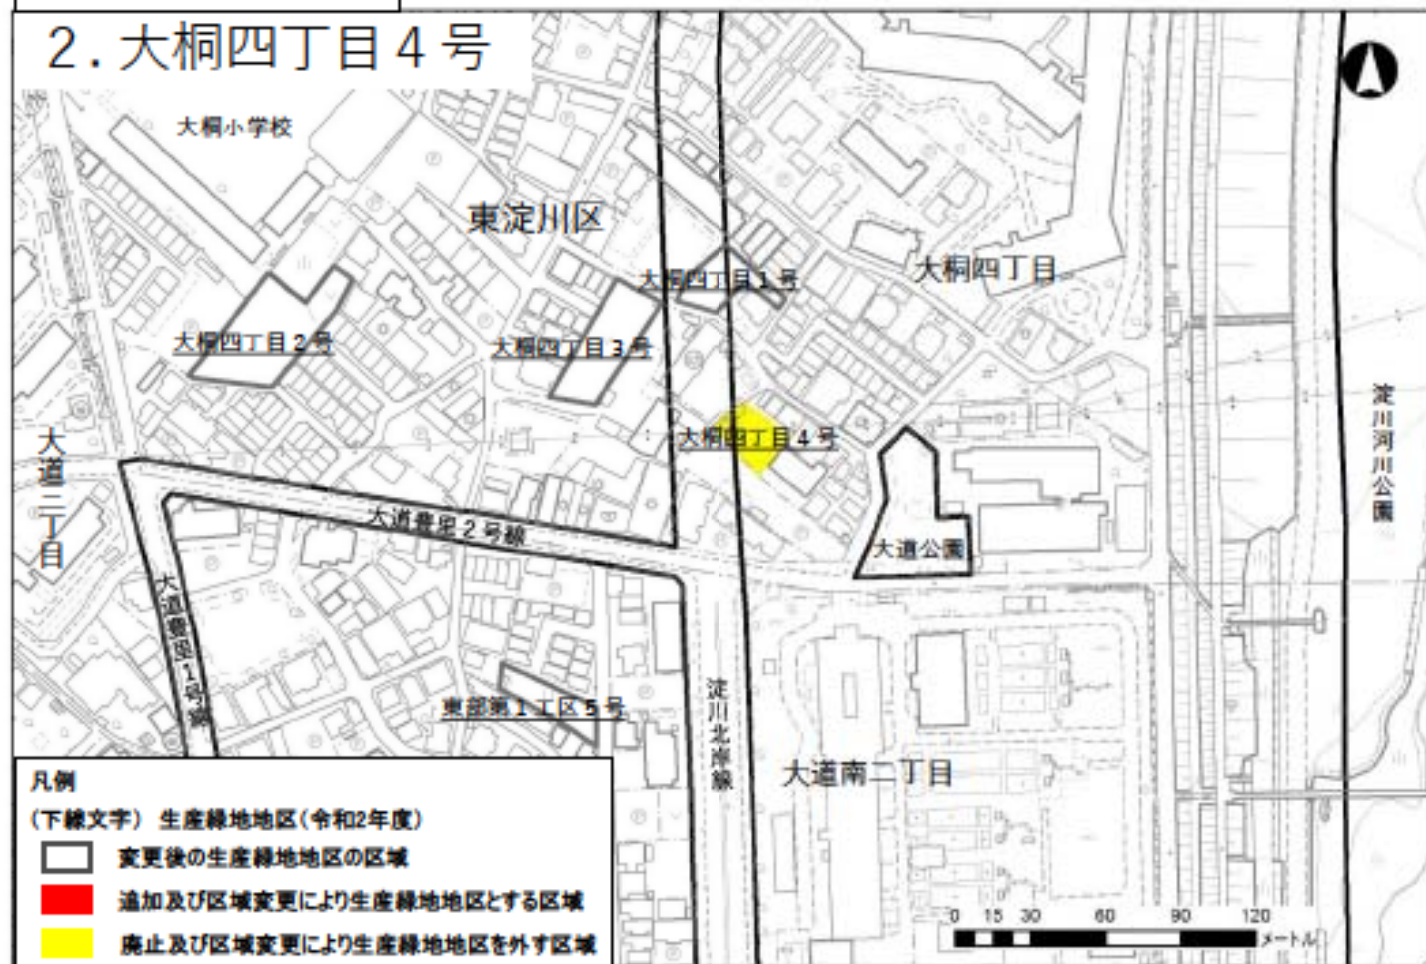 2. 大桐四丁目4号
大桐小学校
東淀川区
大桐四丁目1号
大桐四丁目
大桐四丁目2号
大桐四丁目3号
大桐四丁目4号
大道二丁目
淀川河川公園
大道豊里2号線
大道公園
大道豊里1号線
東部第1工区5号
淀川北岸線
大道南二丁目
凡例
(下線文字) 生産緑地地区(令和2年度)
変更後の生産緑地地区の区域
追加及び区域変更により生産緑地地区とする区域
廃止及び区域変更により生産緑地地区を外す区域
0 15 30 60 90 120
メートル